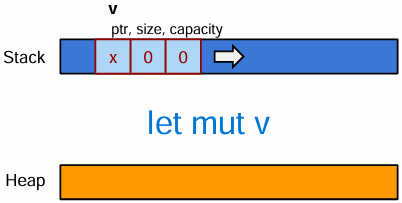 v
ptr, size, capacity
Stack
x 0 0
let mut v
Heap